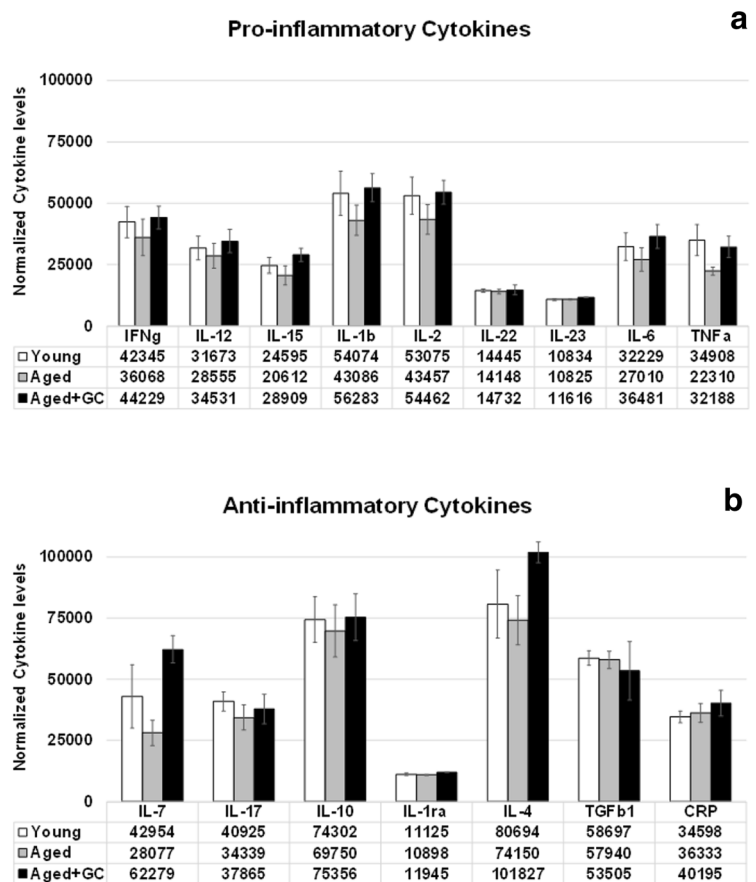 a
Pro-inflammatory Cytokines
Normalized Cytokine levels
100000
75000
50000
25000
0
IFNg IL-12 IL-15 IL-1b IL-2 IL-22 IL-23 IL-6 TNFa
Young 42345 31673 24595 54074 53075 14445 10834 32229 34908
Aged 36068 28555 20612 43086 43457 14148 10825 27010 22310
Aged+GC 44229 34531 28909 56283 54462 14732 11616 36481 32188
b
Anti-inflammatory Cytokines
Normalized Cytokine levels
100000
75000
50000
25000
0
IL-7 IL-17 IL-10 IL-1ra IL-4 TGFb1 CRP
Young 42954 40925 74302 11125 80694 58697 34598
Aged 28077 34339 69750 10898 74150 57940 36333
Aged+GC 62279 37865 75356 11945 101827 53505 40195